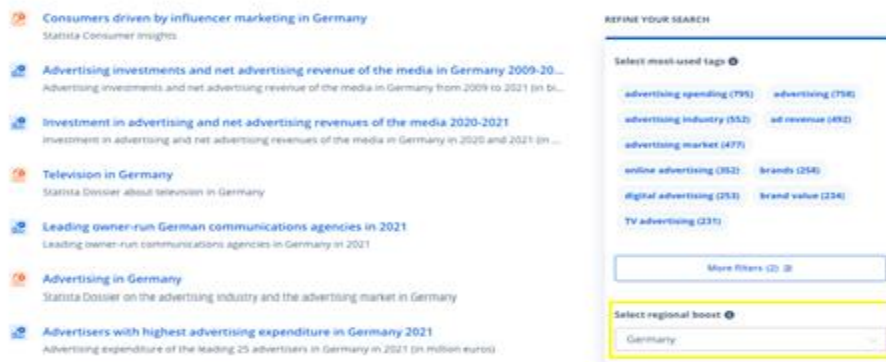 Consumers driven by influencer marketing in Germany
Statista Consumer Insights
Advertising investments and net advertising revenue of the media in Germany 2009-20...
Advertising investments and net advertising revenue of the media in Germany from 2009 to 2021 (in bi...
Investment in advertising and net advertising revenues of the media 2020-2021
Investment in advertising and net advertising revenues of the media in Germany in 2020 and 2021 (in ...
Television in Germany
Statista Dossier about television in Germany
Leading owner-run German communications agencies in 2021
Leading owner-run communications agencies in Germany in 2021
Advertising in Germany
Statista Dossier on the advertising industry and the advertising market in Germany
Advertisers with highest advertising expenditure in Germany 2021
Advertising expenditure of the leading 25 advertisers in Germany in 2021 (in million euros)
REFINE YOUR SEARCH
Select most-used tags
advertising spending (795) advertising (758)
advertising industry (552) ad revenue (492)
advertising market (477)
online advertising (352) brands (254)
digital advertising (253) brand value (234)
TV advertising (231)
More filters (2)
Select regional boost
Germany